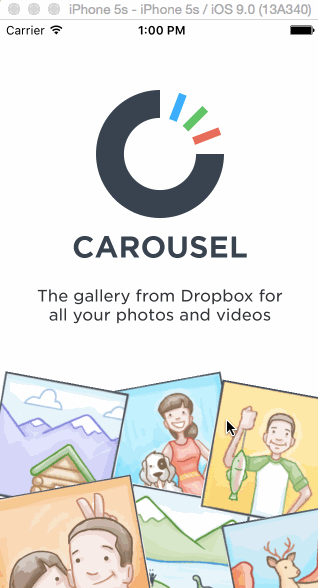 iPhone 5s - iPhone 5s / iOS 9.0 (13A340)
Carrier 1:00 PM
CAROUSEL
The gallery from Dropbox for
all your photos and videos